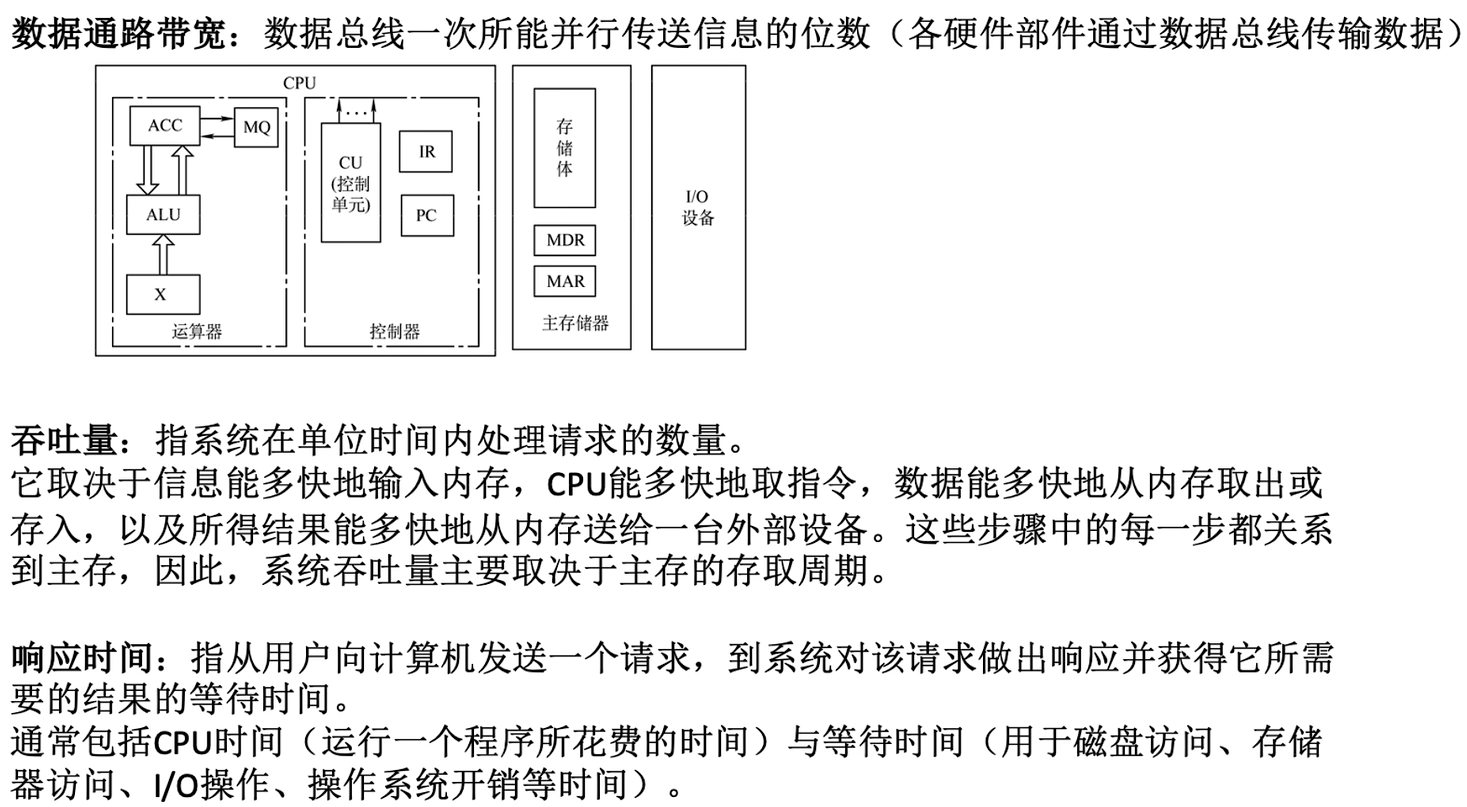 数据通路带宽：数据总线一次所能并行传送信息的位数（各硬件部件通过数据总线传输数据）
CPU
ACC
MQ
ALU
X
运算器
...
CU
(控制
单元)
IR
PC
控制器
存
储
体
MDR
MAR
主存储器
I/O
设备
吞吐量：指系统在单位时间内处理请求的数量。
它取决于信息能多快地输入内存，CPU能多快地取指令，数据能多快地从内存取出或
存入，以及所得结果能多快地从内存送给一台外部设备。这些步骤中的每一步都关系
到主存，因此，系统吞吐量主要取决于主存的存取周期。
响应时间：指从用户向计算机发送一个请求，到系统对该请求做出响应并获得它所需
要的结果的等待时间。
通常包括CPU时间（运行一个程序所花费的时间）与等待时间（用于磁盘访问、存储
器访问、I/O操作、操作系统开销等时间）。